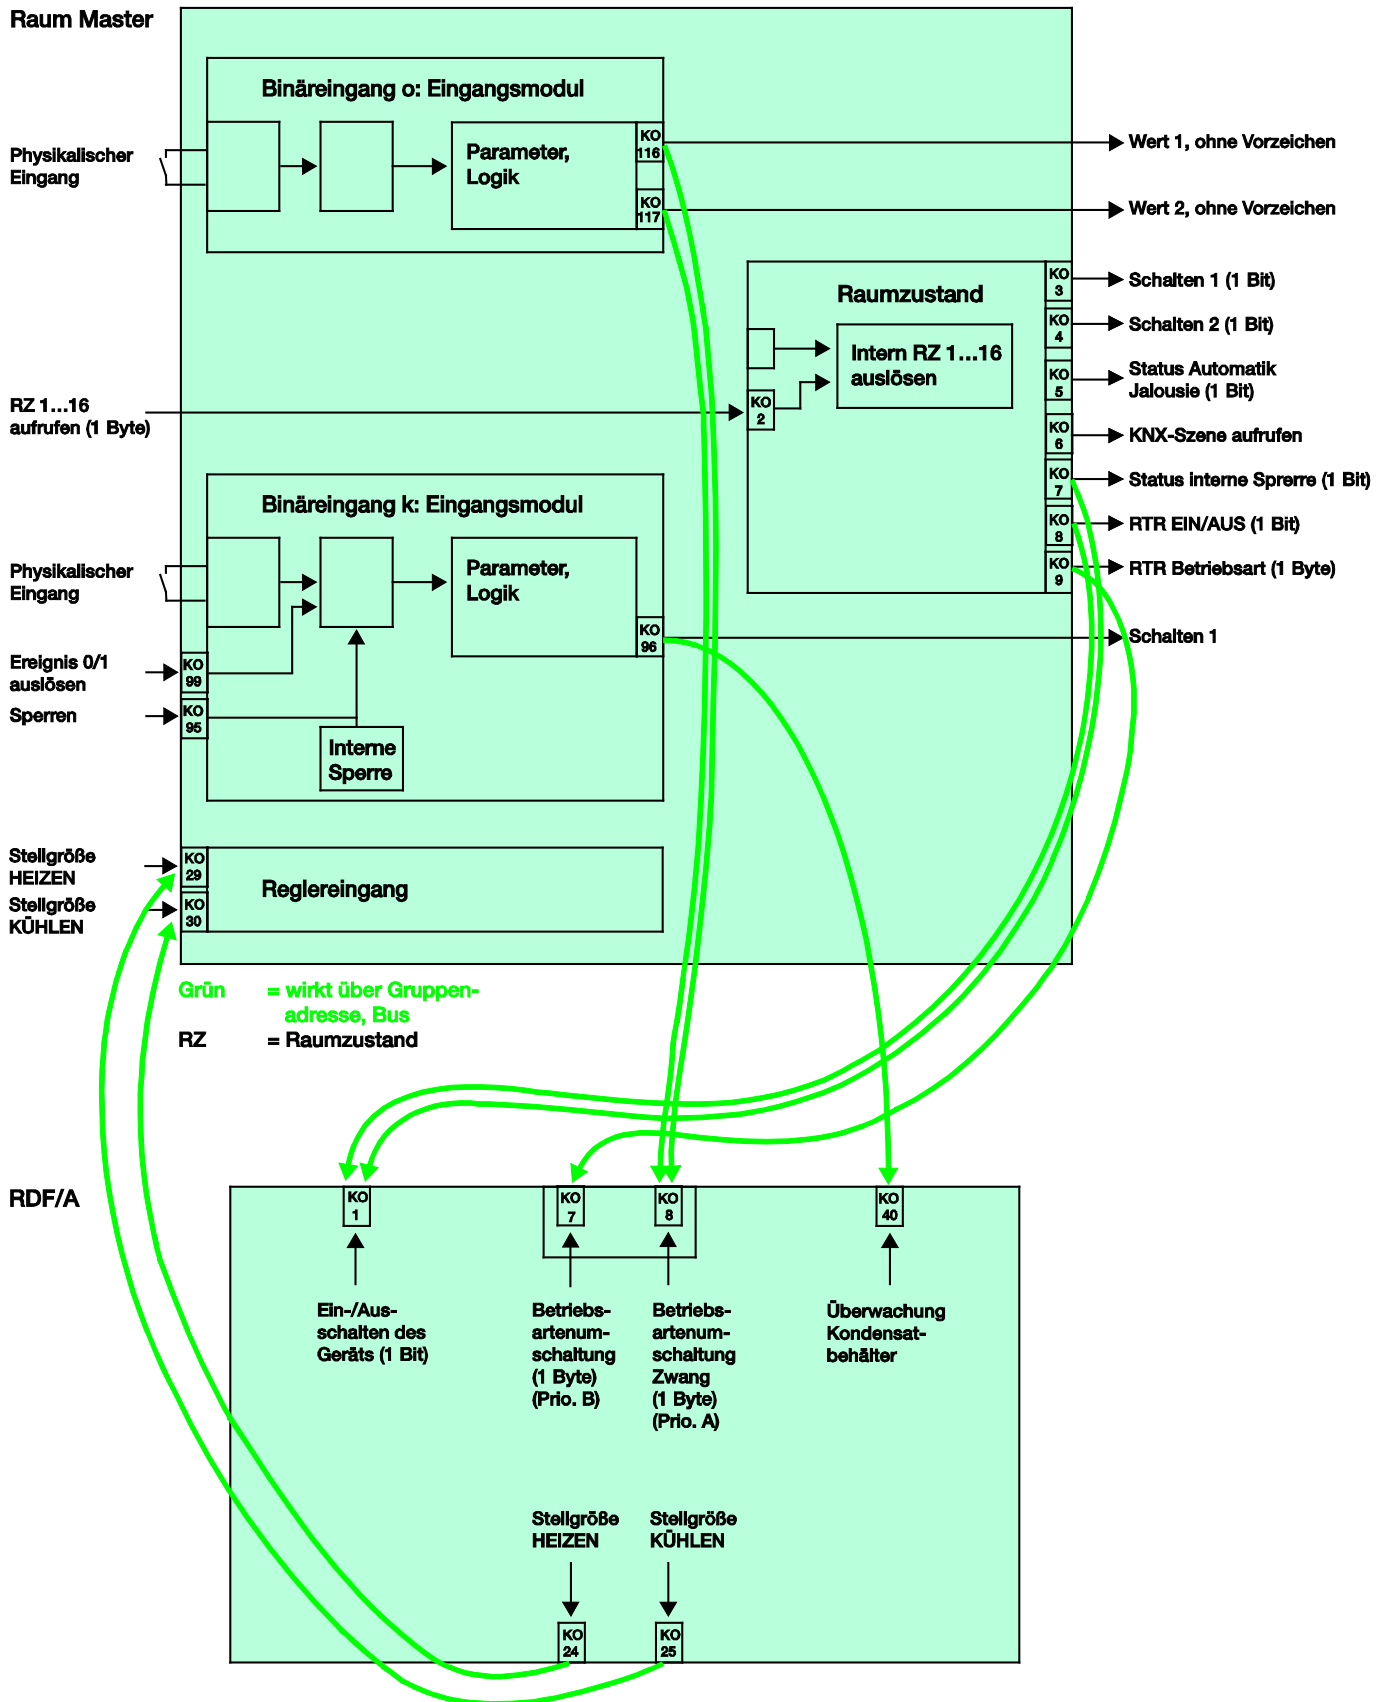 Raum Master
Binäreingang o: Eingangsmodul
Physikalischer
Eingang
Parameter,
Logik
KO
116
KO
117
Wert 1, ohne Vorzeichen
Wert 2, ohne Vorzeichen
Raumzustand
Intern RZ 1...16
auslösen
KO
2
RZ 1...16
aufrufen (1 Byte)
KO
3
Schalten 1 (1 Bit)
KO
4
Schalten 2 (1 Bit)
KO
5
Status Automatik
Jalousie (1 Bit)
KO
6
KNX-Szene aufrufen
KO
7
Status interne Sprerre (1 Bit)
KO
8
RTR EIN/AUS (1 Bit)
KO
9
RTR Betriebsart (1 Byte)
Binäreingang k: Eingangsmodul
Physikalischer
Eingang
Parameter,
Logik
KO
96
Schalten 1
Ereignis 0/1
auslösen
KO
99
Sperren
KO
95
Interne
Sperre
Stellgröße
HEIZEN
KO
29
Stellgröße
KÜHLEN
KO
30
Reglereingang
Grün = wirkt über Gruppen-
adresse, Bus
RZ = Raumzustand
RDF/A
KO
1
KO
7
KO
8
KO
40
Ein-/Aus-
schalten des
Geräts (1 Bit)
Betriebs-
artenum-
schaltung
(1 Byte)
(Prio. B)
Betriebs-
artenum-
schaltung
Zwang
(1 Byte)
(Prio. A)
Überwachung
Kondensat-
behälter
Stellgröße
HEIZEN
Stellgröße
KÜHLEN
KO
24
KO
25